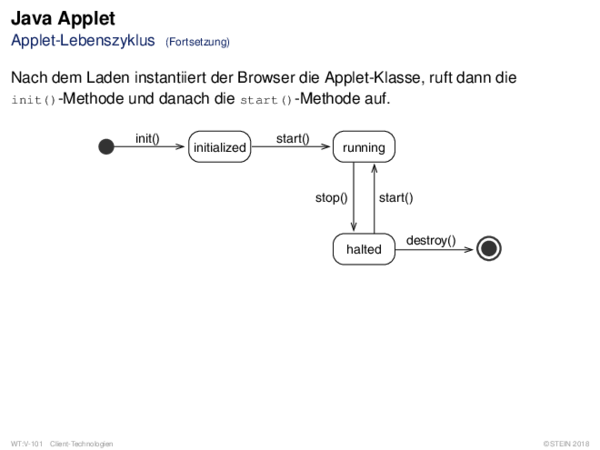 Java Applet
Applet-Lebenszyklus (Fortsetzung)
Nach dem Laden instantiiert der Browser die Applet-Klasse, ruft dann die
init()-Methode und danach die start()-Methode auf.
init()
start()
initialized
running
stop()
start()
destroy()
halted
WT:V-101 Client-Technologien
©STEIN 2018